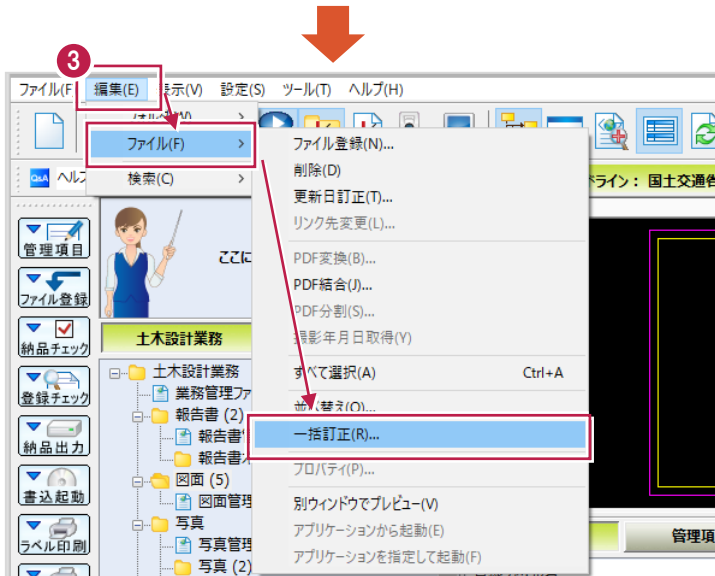 3
ファイル(F) 編集(E) 表示(V) 設定(S) ツール(T) ヘルプ(H)
フォルダ(V) >
ファイル(F) >
検索(C) >
Q&A ヘルプ
ライン： 国土交通省
ファイル登録(N)...
削除(D)
更新日訂正(T)...
リンク先変更(L)...
PDF変換(B)...
PDF結合(J)...
PDF分割(S)...
撮影年月日取得(Y)
すべて選択(A) Ctrl+A
並べ替え(O)...
一括訂正(R)...
プロパティ(P)...
別ウィンドウでプレビュー(V)
アプリケーションから起動(E)
アプリケーションを指定して起動(F)
管理項目
ファイル登録
納品チェック
登録チェック
納品出力
書込起動
ラベル印刷
ここに
土木設計業務
土木設計業務
業務管理ファ
報告書 (2)
報告書
報告書
図面 (5)
図面管理
写真
写真管理
写真 (2)
管理項